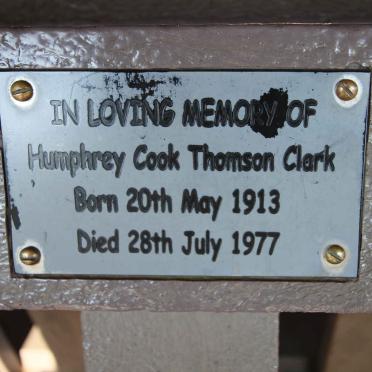 IN LOVING MEMORY OF
Humphrey Cook Thomson Clark
Born 20th May 1913
Died 28th July 1977